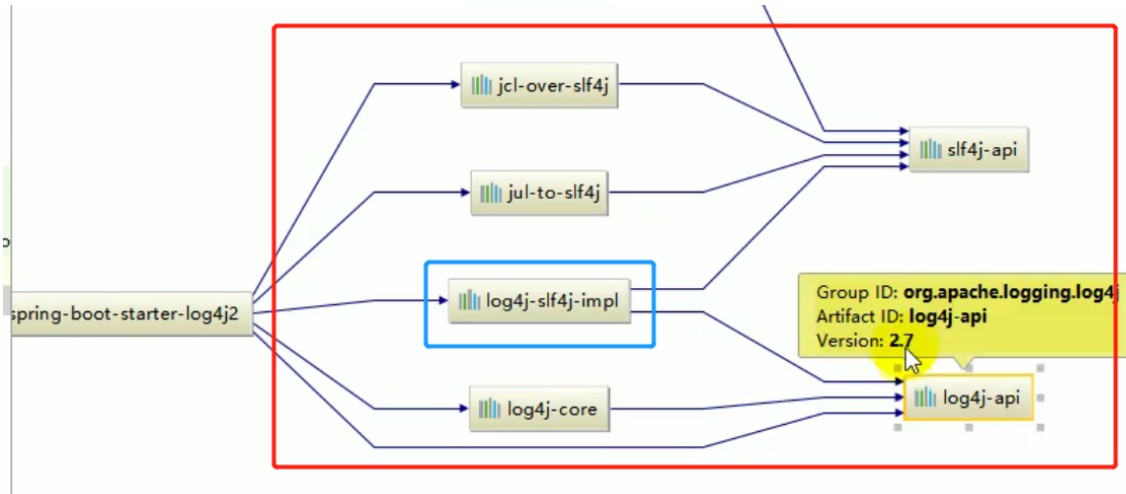 jcl-over-slf4j
slf4j-api
jul-to-slf4j
log4j-slf4j-impl
spring-boot-starter-log4j2
Group ID: org.apache.logging.log4j
Artifact ID: log4j-api
Version: 2.7
log4j-core
log4j-api